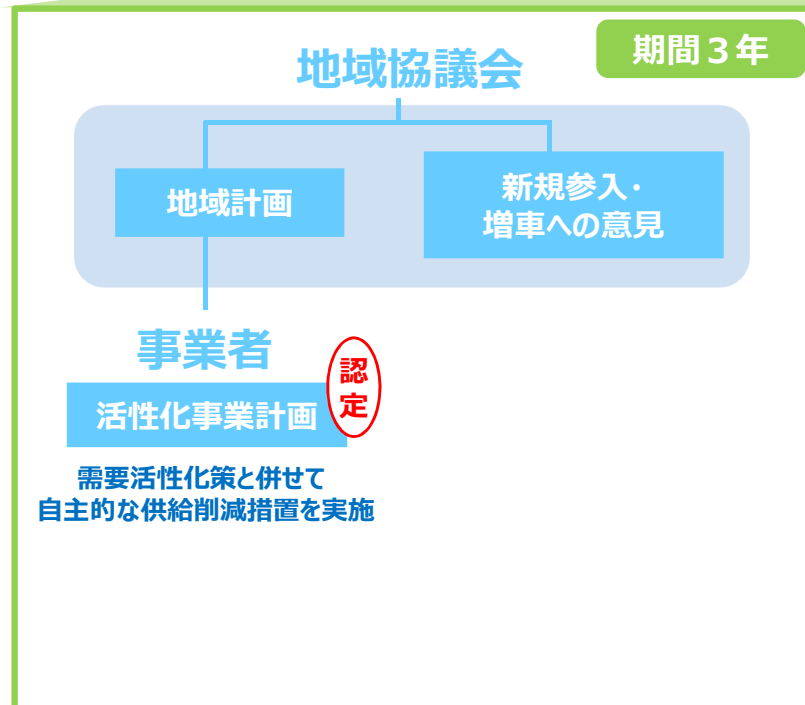 期間３年
地域協議会
地域計画
新規参入・
増車への意見
事業者
活性化事業計画
認
定
需要活性化策と併せて
自主的な供給削減措置を実施